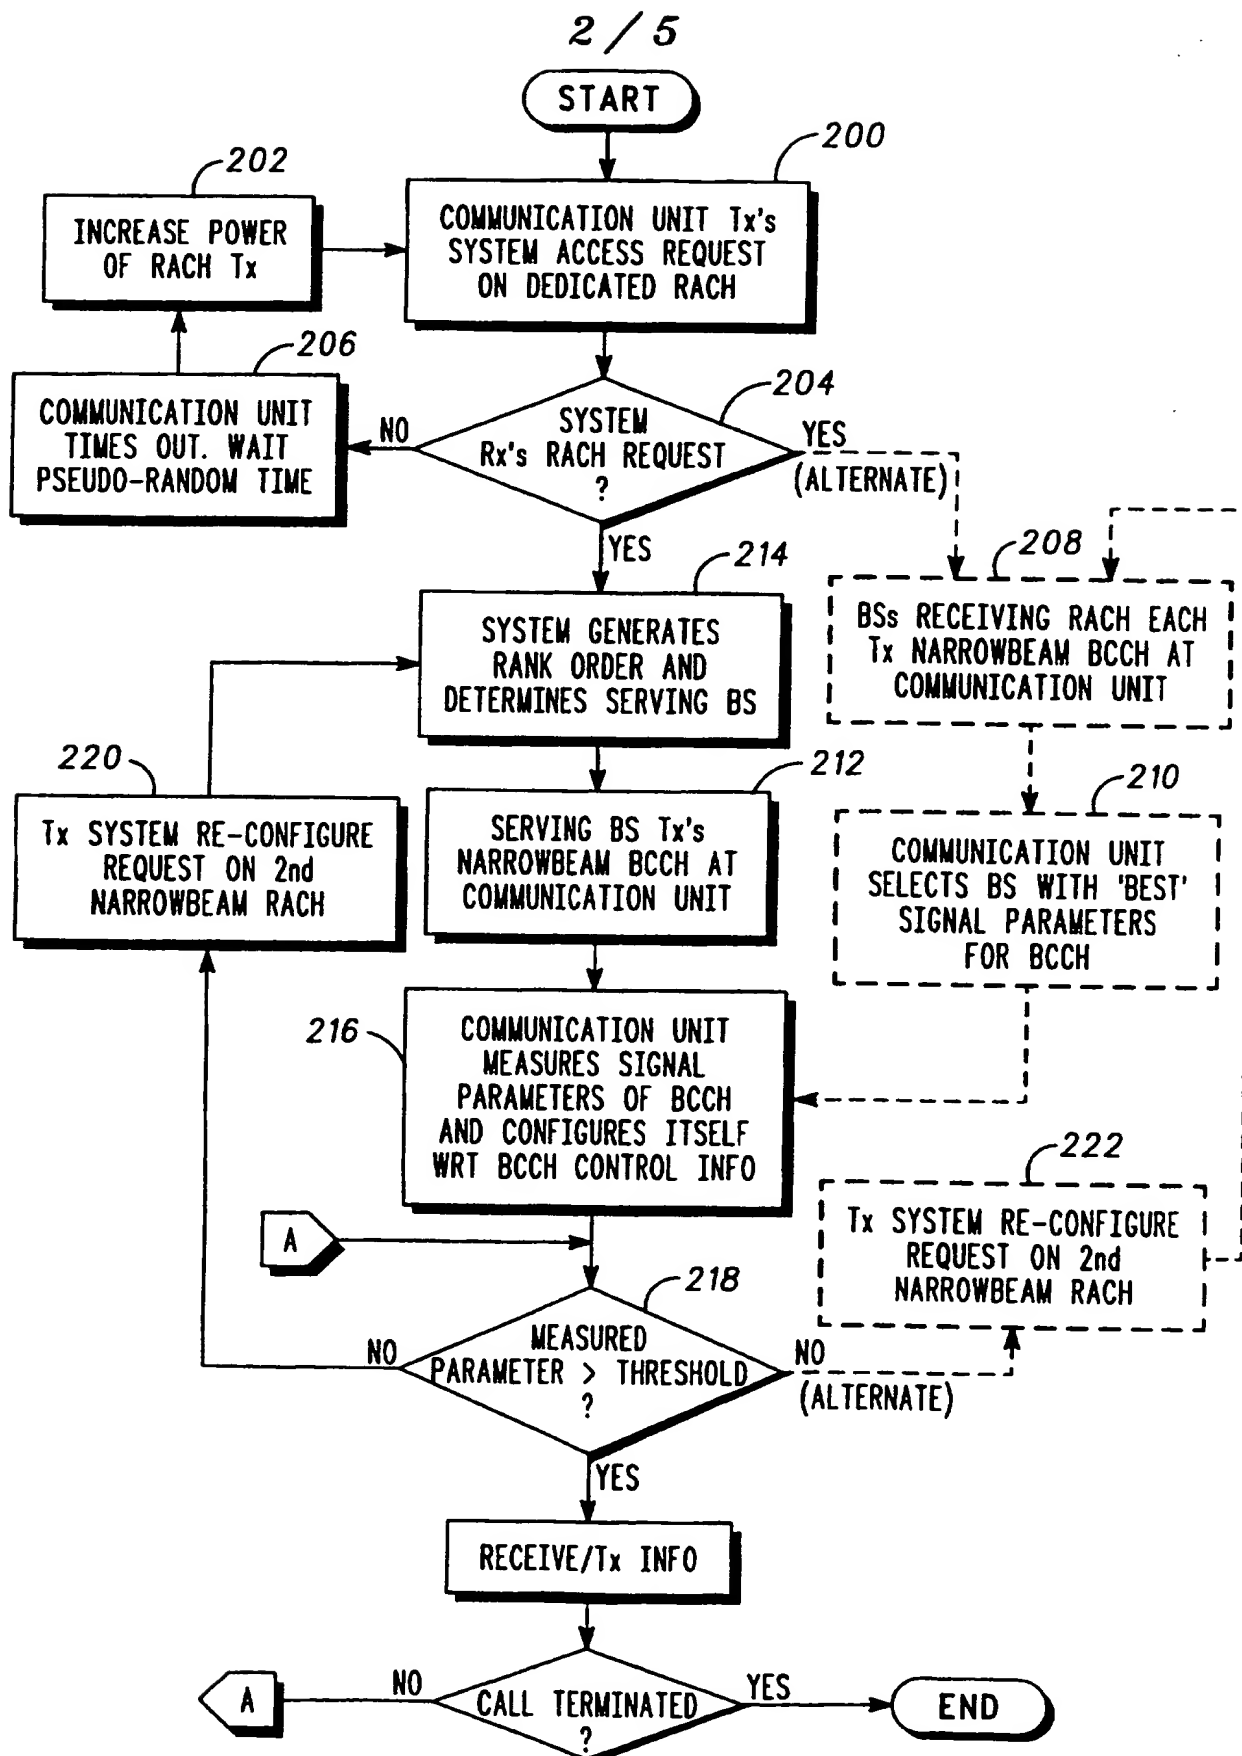 2 / 5
START
200
COMMUNICATION UNIT Tx's
SYSTEM ACCESS REQUEST
ON DEDICATED RACH
202
INCREASE POWER
OF RACH Tx
206
COMMUNICATION UNIT
TIMES OUT. WAIT
PSEUDO-RANDOM TIME
204
SYSTEM
Rx's RACH REQUEST
?
NO
YES
(ALTERNATE)
YES
208
BSs RECEIVING RACH EACH
Tx NARROWBEAM BCCH AT
COMMUNICATION UNIT
214
SYSTEM GENERATES
RANK ORDER AND
DETERMINES SERVING BS
220
Tx SYSTEM RE-CONFIGURE
REQUEST ON 2nd
NARROWBEAM RACH
212
SERVING BS Tx's
NARROWBEAM BCCH AT
COMMUNICATION UNIT
210
COMMUNICATION UNIT
SELECTS BS WITH 'BEST'
SIGNAL PARAMETERS
FOR BCCH
216
COMMUNICATION UNIT
MEASURES SIGNAL
PARAMETERS OF BCCH
AND CONFIGURES ITSELF
WRT BCCH CONTROL INFO
222
Tx SYSTEM RE-CONFIGURE
REQUEST ON 2nd
NARROWBEAM RACH
A
218
MEASURED
PARAMETER > THRESHOLD
?
NO
NO
(ALTERNATE)
YES
RECEIVE/Tx INFO
A
NO
CALL TERMINATED
?
YES
END